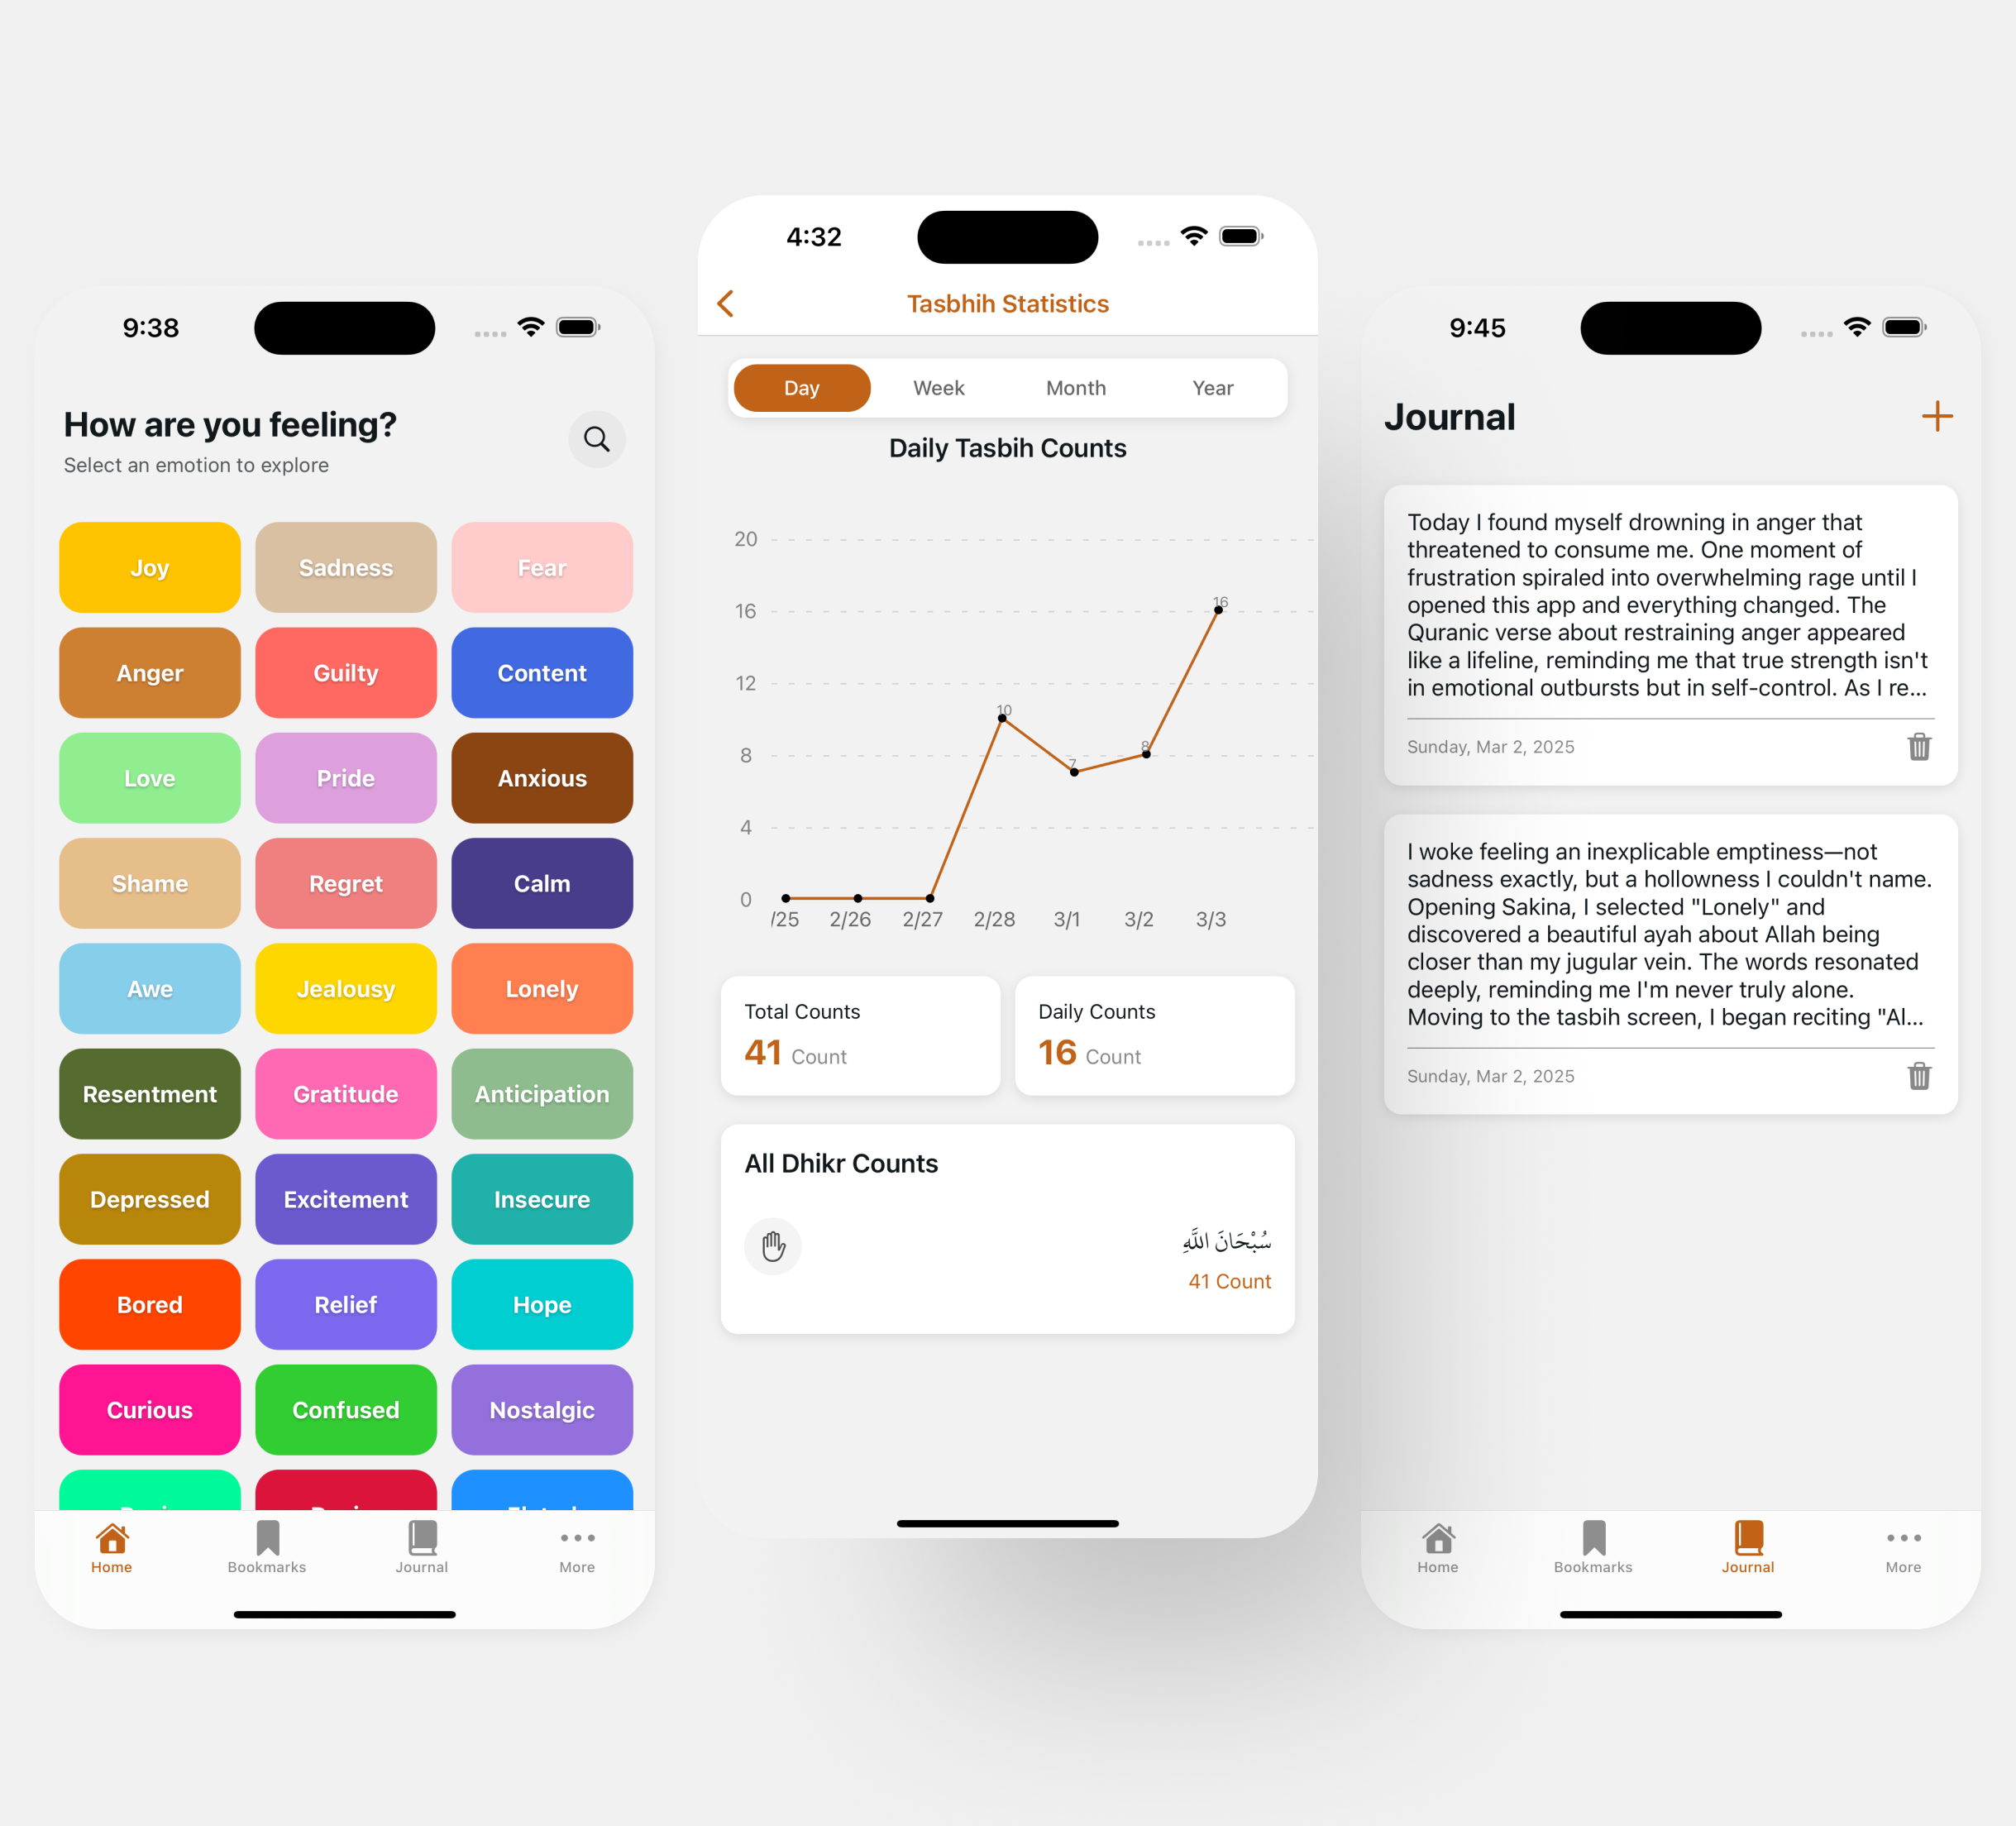 9:38
How are you feeling?
Select an emotion to explore
Joy
Sadness
Fear
Anger
Guilty
Content
Love
Pride
Anxious
Shame
Regret
Calm
Awe
Jealousy
Lonely
Resentment
Gratitude
Anticipation
Depressed
Excitement
Insecure
Bored
Relief
Hope
Curious
Confused
Nostalgic
Home
Bookmarks
Journal
More
4:32
Tasbhih Statistics
Day
Week
Month
Year
Daily Tasbih Counts
20
16
12
8
4
0
10
7
8
16
/25
2/26
2/27
2/28
3/1
3/2
3/3
Total Counts
41 Count
Daily Counts
16 Count
All Dhikr Counts
سُبْحَانَ اللَّهِ
41 Count
9:45
Journal
Today I found myself drowning in anger that
threatened to consume me. One moment of
frustration spiraled into overwhelming rage until I
opened this app and everything changed. The
Quranic verse about restraining anger appeared
like a lifeline, reminding me that true strength isn't
in emotional outbursts but in self-control. As I re...
Sunday, Mar 2, 2025
I woke feeling an inexplicable emptiness—not
sadness exactly, but a hollowness I couldn't name.
Opening Sakina, I selected "Lonely" and
discovered a beautiful ayah about Allah being
closer than my jugular vein. The words resonated
deeply, reminding me I'm never truly alone.
Moving to the tasbih screen, I began reciting "Al...
Sunday, Mar 2, 2025
Home
Bookmarks
Journal
More